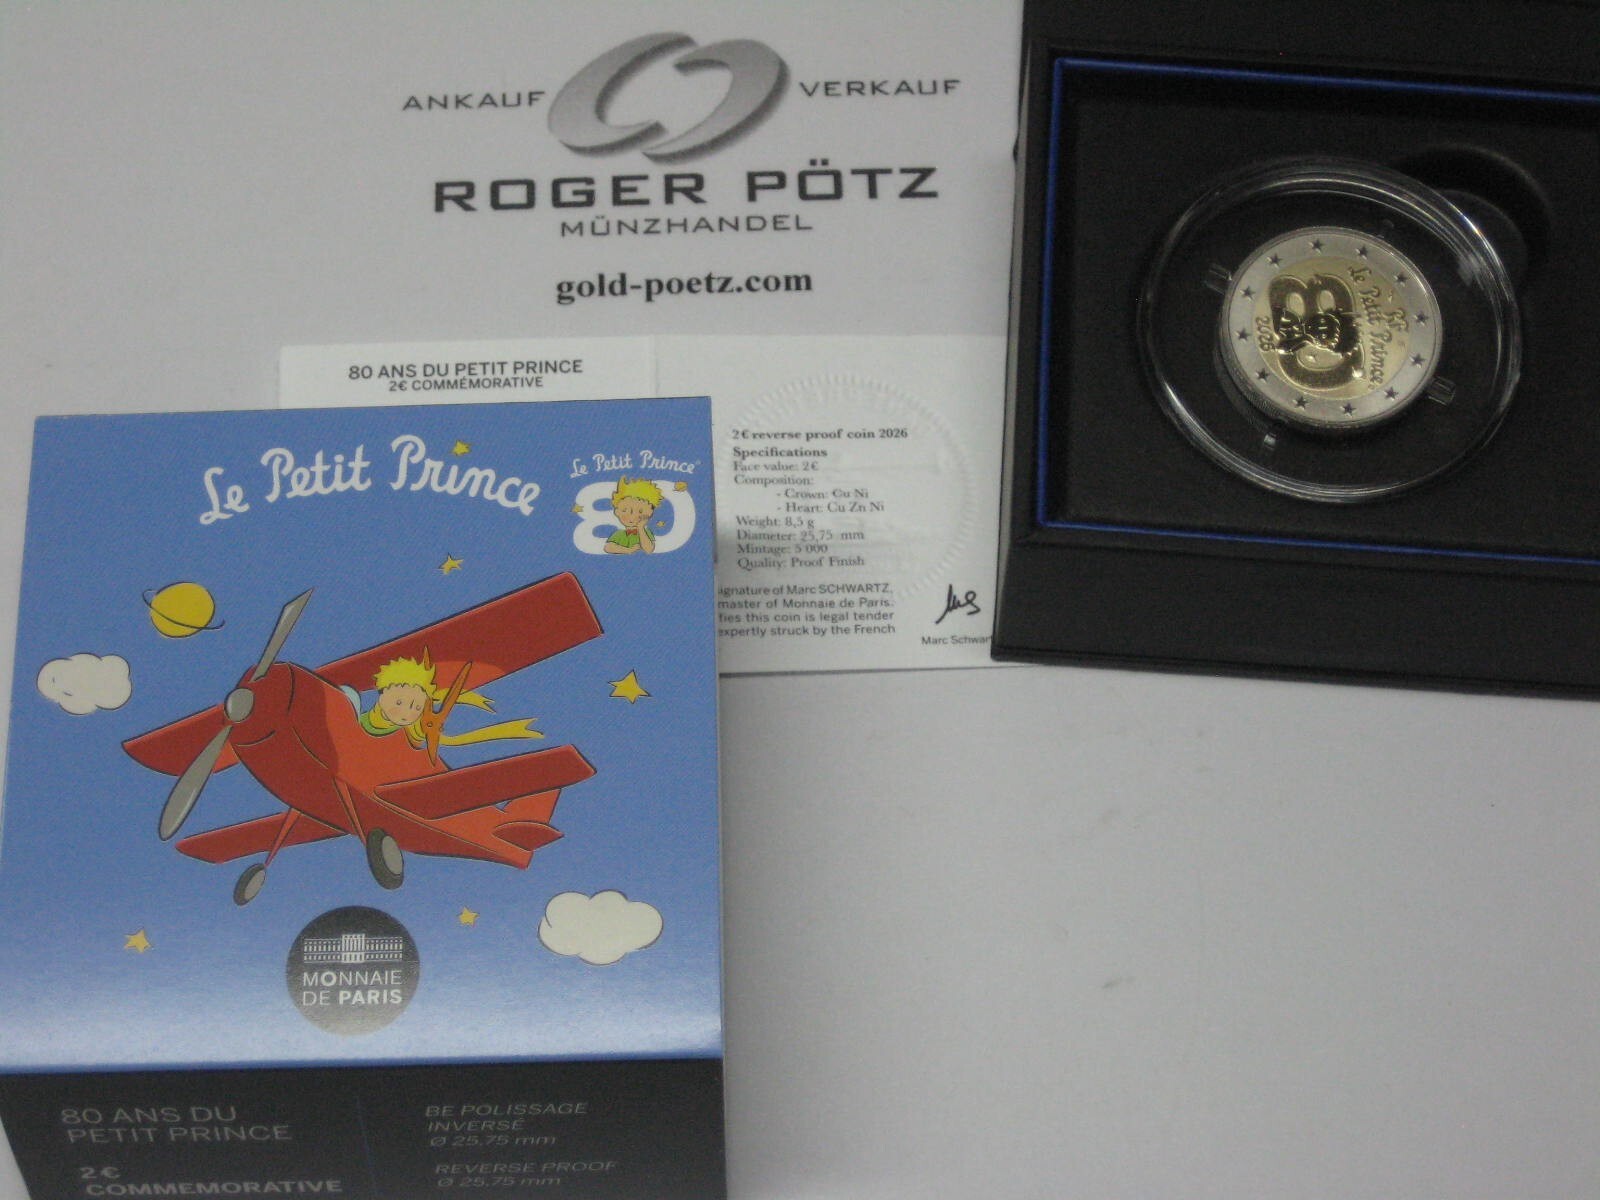 ANKAUF VERKAUF
ROGER PÖTZ
MÜNZHANDEL
gold-poetz.com
80 ANS DU PETIT PRINCE
2€ COMMÉMORATIVE
2€ reverse proof coin 2026
Specifications
Face value: 2€
Composition:
- Crown: Cu Ni
- Heart: Cu Zn Ni
Weight: 8,5 g
Diameter: 25,75 mm
Mintage: 5 000
Quality: Proof Finish
ignature of Marc SCHWARTZ,
master of Monnaie de Paris.
fies this coin is legal tender
expertly struck by the French
Marc Schwar
Le Petit Prince
RF
80
2026
Le Petit Prince
Le Petit Prince
80
MONNAIE
DE PARIS
80 ANS DU
PETIT PRINCE
2€
COMMEMORATIVE
BE POLISSAGE
INVERSÉ
Ø 25,75 mm
REVERSE PROOF
Ø 25.75 mm